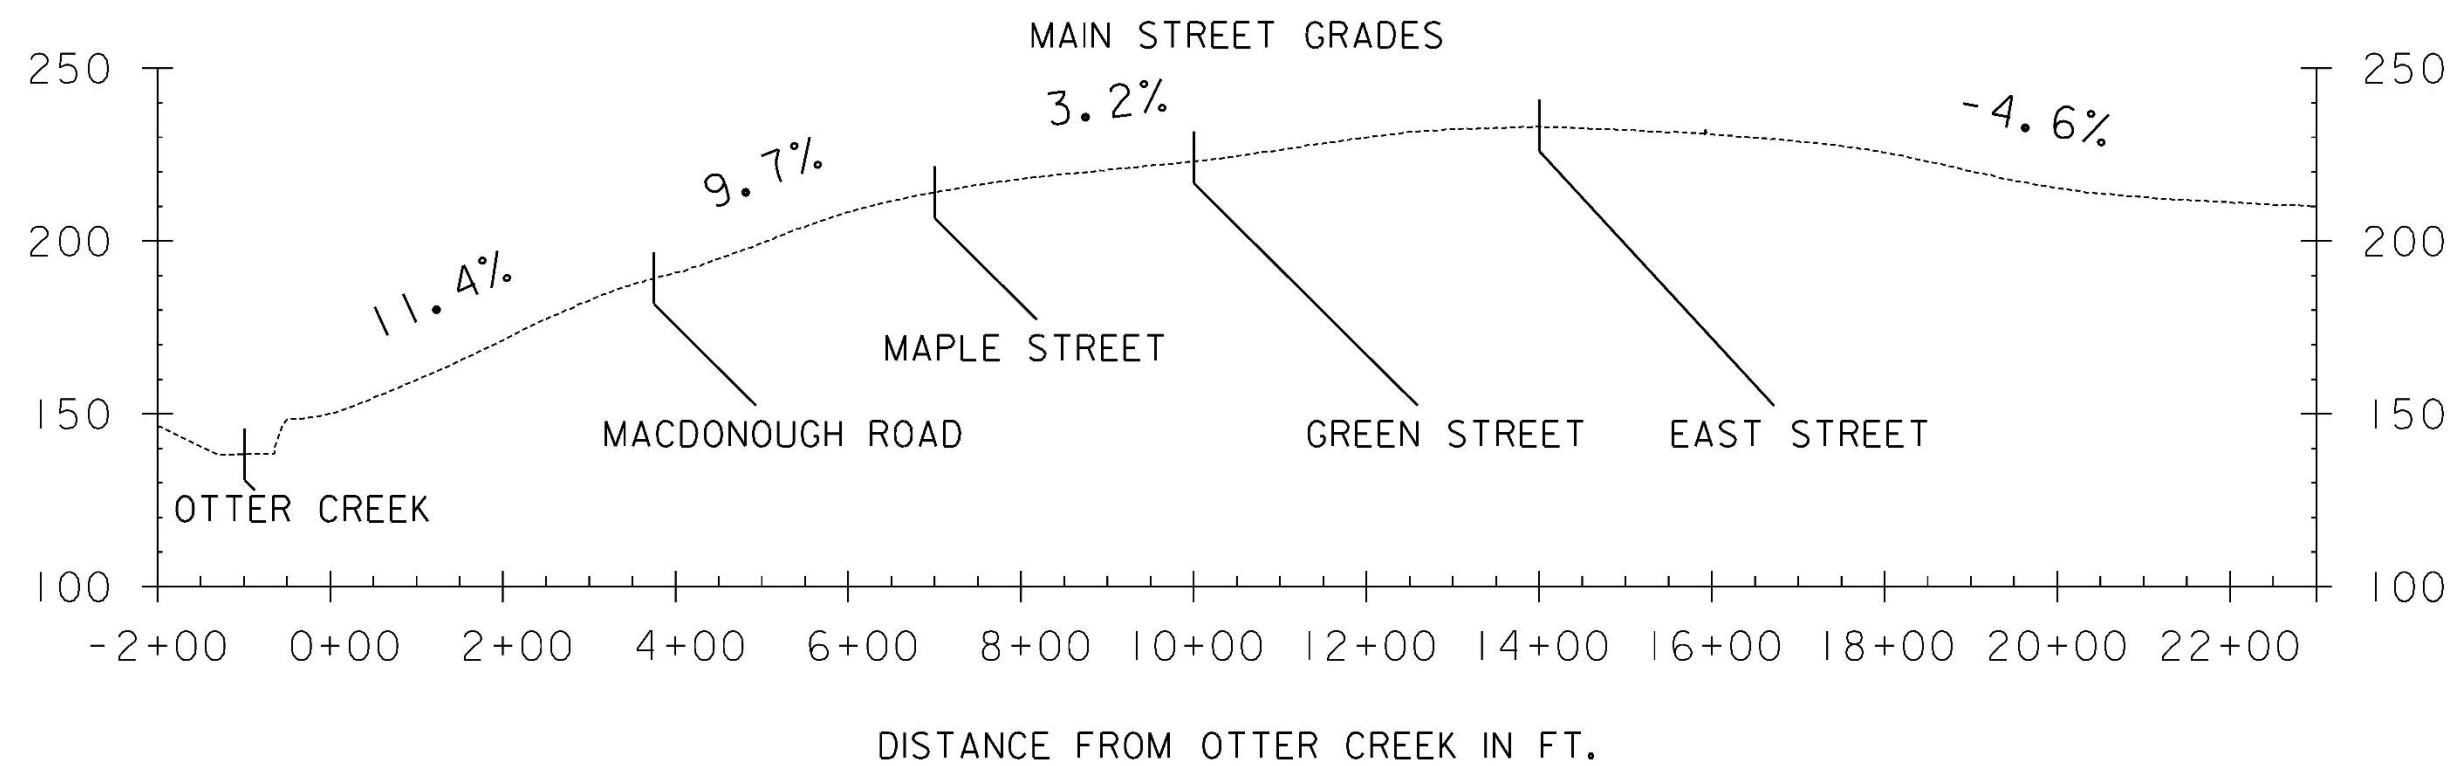 MAIN STREET GRADES
250
250
3.2%
-4.6%
9.7%
200
200
11.4%
MAPLE STREET
150
150
MACDONOUGH ROAD
GREEN STREET
EAST STREET
OTTER CREEK
100
100
-2+00 0+00 2+00 4+00 6+00 8+00 10+00 12+00 14+00 16+00 18+00 20+00 22+00
DISTANCE FROM OTTER CREEK IN FT.